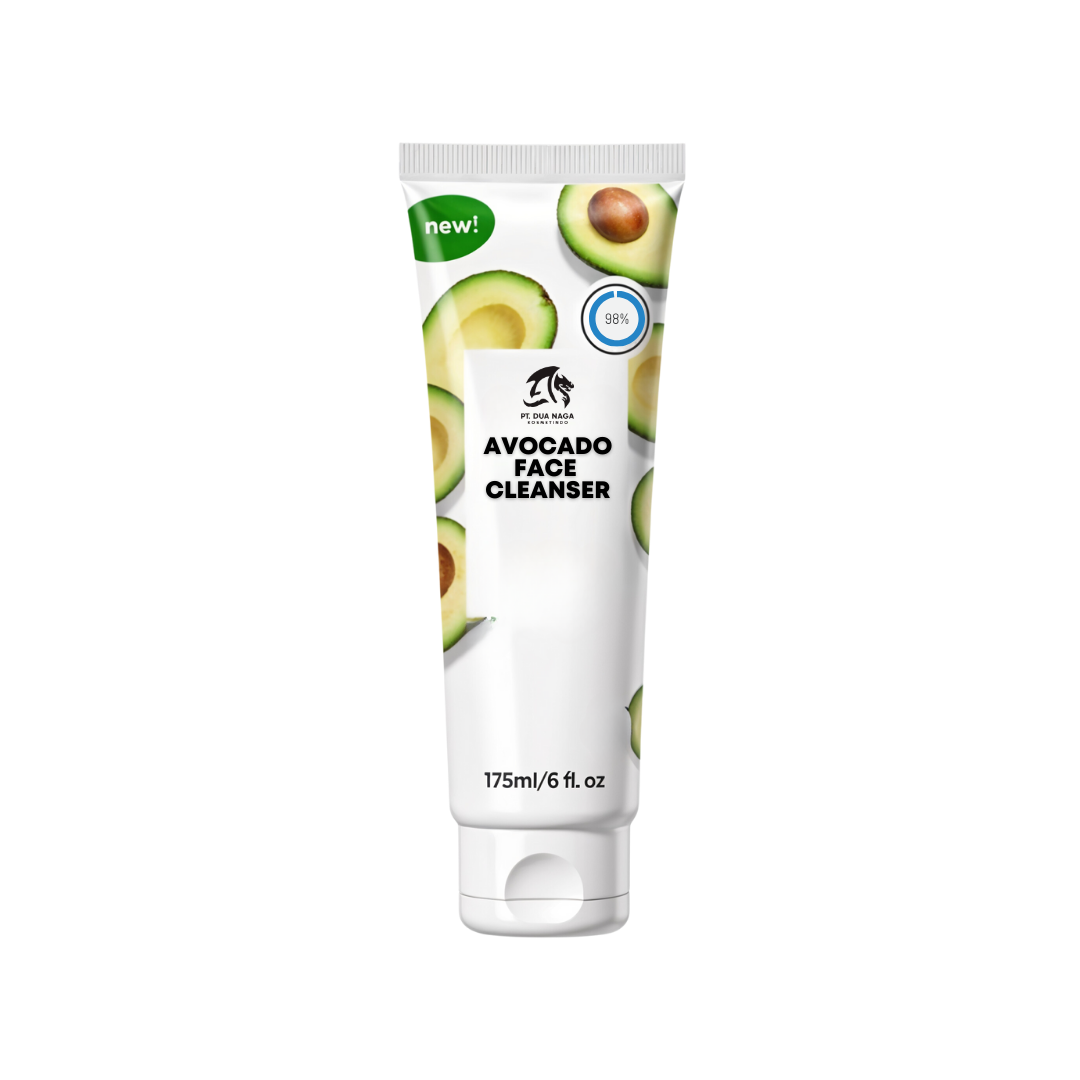 new!
98%
PT. DUA NAGA
KOSMETINDO
AVOCADO
FACE
CLEANSER
175ml/6 fl. oz